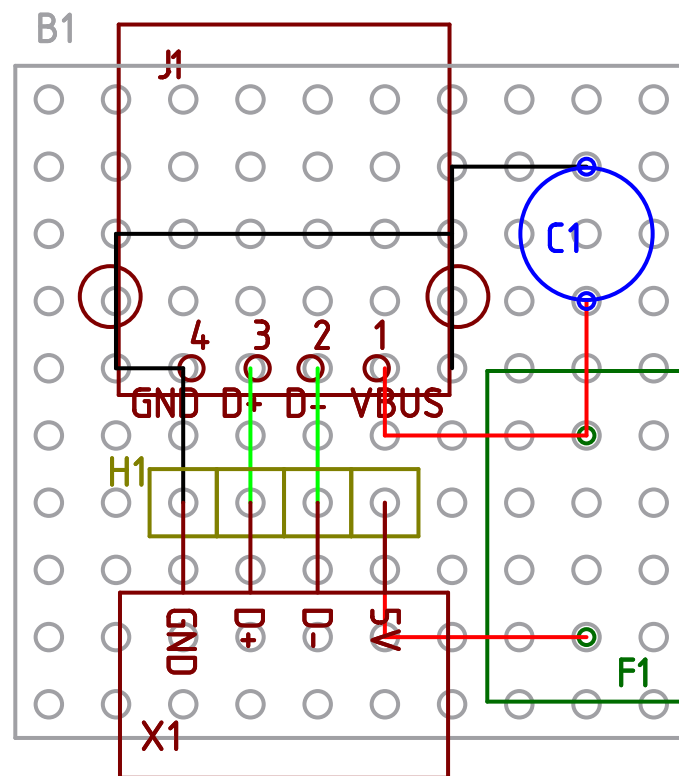 B1
J1
C1
4 3 2 1
GND D+ D- VBUS
H1
GND D+ D- 5V
F1
X1